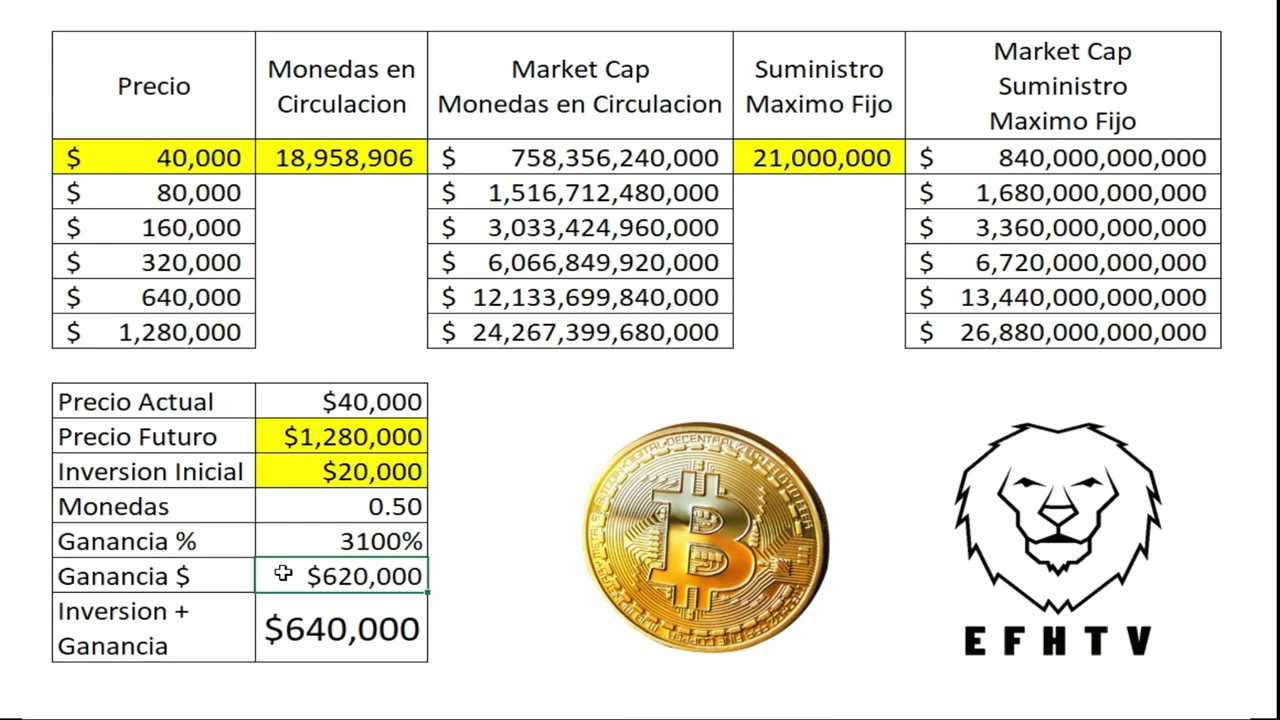 Precio
Monedas en
Circulacion
Market Cap
Monedas en Circulacion
Suministro
Maximo Fijo
Market Cap
Suministro
Maximo Fijo
$ 40,000 18,958,906 $ 758,356,240,000 21,000,000 $ 840,000,000,000
$ 80,000 $ 1,516,712,480,000 $ 1,680,000,000,000
$ 160,000 $ 3,033,424,960,000 $ 3,360,000,000,000
$ 320,000 $ 6,066,849,920,000 $ 6,720,000,000,000
$ 640,000 $ 12,133,699,840,000 $ 13,440,000,000,000
$ 1,280,000 $ 24,267,399,680,000 $ 26,880,000,000,000
Precio Actual $40,000
Precio Futuro $1,280,000
Inversion Inicial $20,000
Monedas 0.50
Ganancia % 3100%
Ganancia $ $620,000
Inversion +
Ganancia
$640,000
DECENTRALIZED
EFHTV